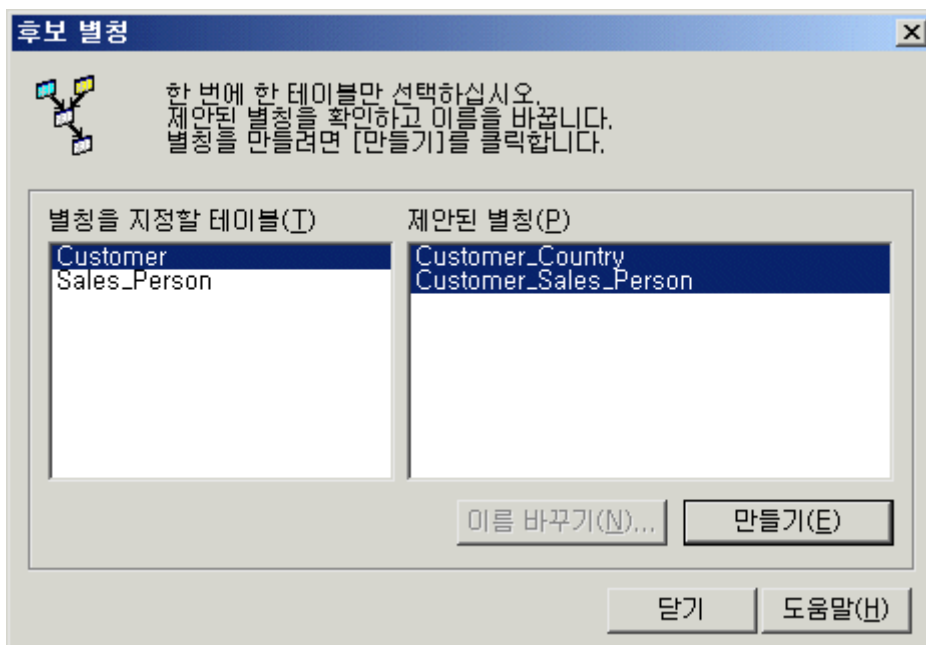 후보 별칭
한 번에 한 테이블만 선택하십시오.
제안된 별칭을 확인하고 이름을 바꿉니다.
별칭을 만들려면 [만들기]를 클릭합니다.
별칭을 지정할 테이블(T)
제안된 별칭(P)
Customer
Sales_Person
Customer_Country
Customer_Sales_Person
이름 바꾸기(N)...
만들기(E)
닫기
도움말(H)